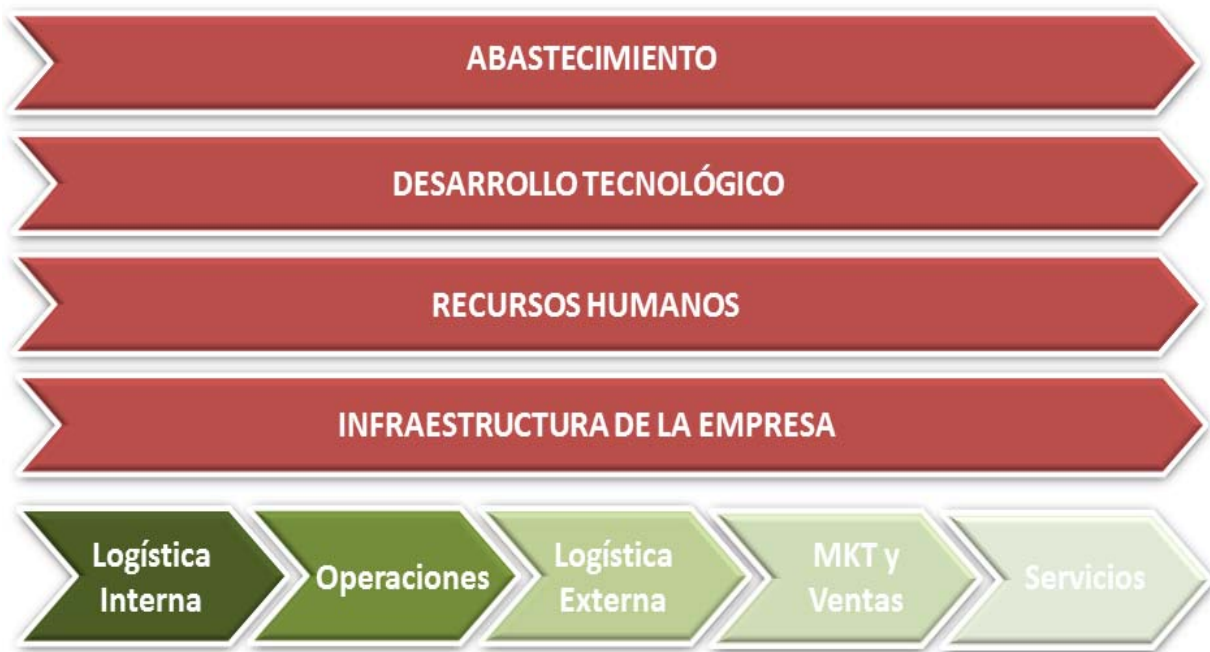 ABASTECIMIENTO
DESARROLLO TECNOLÓGICO
RECURSOS HUMANOS
INFRAESTRUCTURA DE LA EMPRESA
Logística
Interna
Operaciones
Logística
Externa
MKT y
Ventas
Servicios